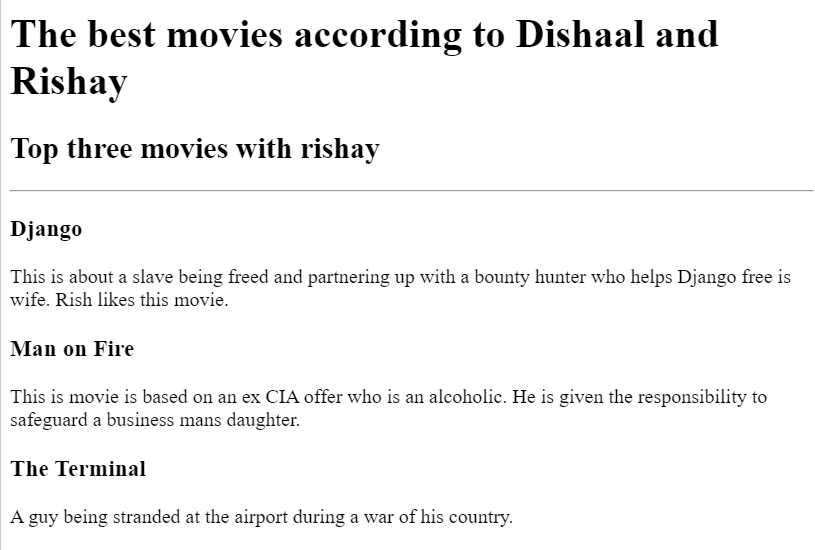 The best movies according to Dishaal and
Rishay
Top three movies with rishay
Django
This is about a slave being freed and partnering up with a bounty hunter who helps Django free is
wife. Rish likes this movie.
Man on Fire
This is movie is based on an ex CIA offer who is an alcoholic. He is given the responsibility to
safeguard a business mans daughter.
The Terminal
A guy being stranded at the airport during a war of his country.